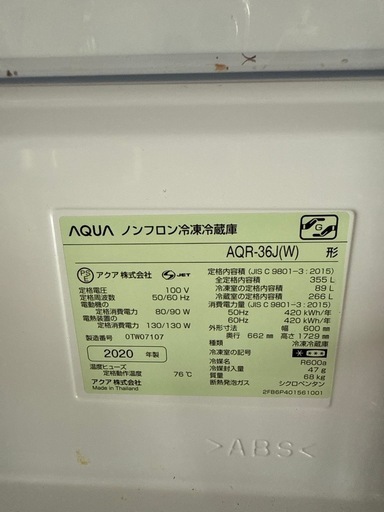 AQUA ノンフロン冷凍冷蔵庫
AQR-36J(W) 形
PS E アクア株式会社 JET
定格電圧 100 V
定格周波数 50/60 Hz
電動機の
定格消費電力 80/90 W
電熱装置の
定格消費電力 130/130 W
製造番号 0TW07107
2020 年製
温度ヒューズ
定格動作温度 76℃
アクア株式会社
Made in Thailand
定格内容積 (JIS C 9801-3 : 2015)
全定格内容積 355 L
冷凍室の定格内容積 89 L
冷蔵室の定格内容積 266 L
消費電力量 (JIS C 9801-3 : 2015)
50Hz 420 kWh/年
60Hz 420 kWh/年
外形寸法 幅 600 mm
奥行 662 mm 高さ 1729 mm
種類 冷凍冷蔵庫
冷凍室の記号
冷媒 R600a
冷媒封入量 47 g
質量 68 kg
断熱発泡ガス シクロペンタン
2FB6P401561001
G
>ABS<